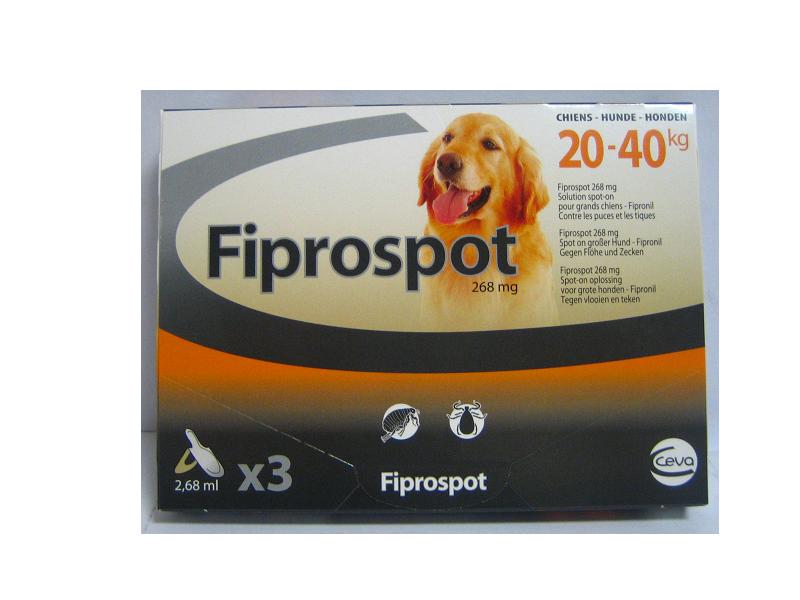 CHIENS - HUNDE - HONDEN
20-40kg
Fiprospot 268 mg
Solution spot-on
pour grands chiens - Fipronil
Contre les puces et les tiques
Fiprospot 268 mg
Spot on großer Hund - Fipronil
Gegen Flöhe und Zecken
Fiprospot 268 mg
Spot-on oplossing
voor grote honden - Fipronil
Tegen vlooien en teken
Fiprospot
268 mg
2,68 ml
x3
Fiprospot
ceva